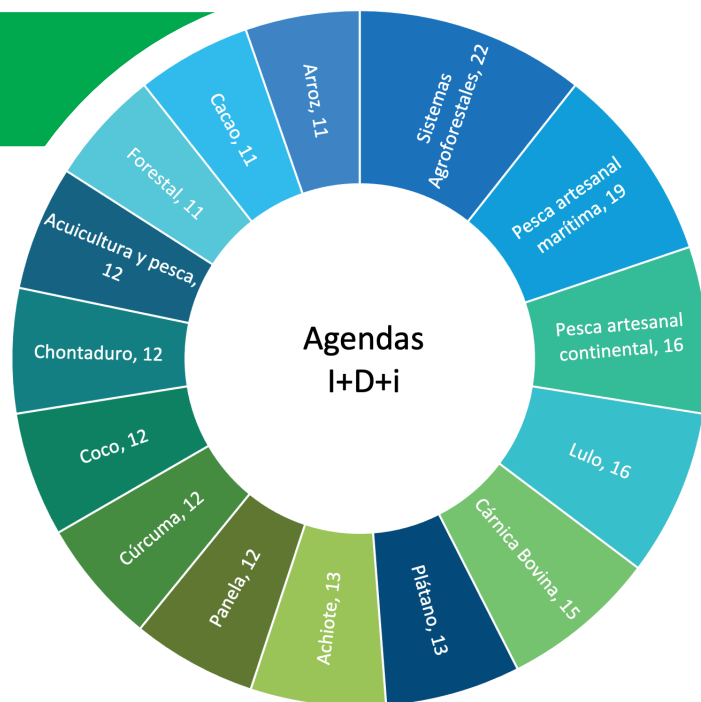 Agendas
I+D+i
Sistemas
Agroforestales, 22
Pesca artesanal
marítima, 19
Pesca artesanal
continental, 16
Lulo, 16
Cárnica Bovina, 15
Plátano, 13
Achiote, 13
Panela, 12
Cúrcuma, 12
Coco, 12
Chontaduro, 12
Acuicultura y pesca,
12
Forestal, 11
Cacao, 11
Arroz, 11